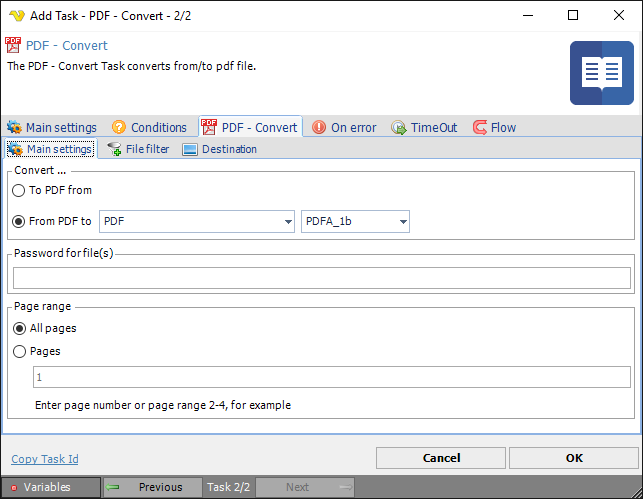 Add Task - PDF - Convert - 2/2
PDF - Convert
The PDF - Convert Task converts from/to pdf file.
Main settings Conditions PDF - Convert On error TimeOut Flow
Main settings File filter Destination
Convert ...
To PDF from
From PDF to PDF PDFA_1b
Password for file(s)
Page range
All pages
Pages
1
Enter page number or page range 2-4, for example
Copy Task Id Cancel OK
Variables Previous Task 2/2 Next